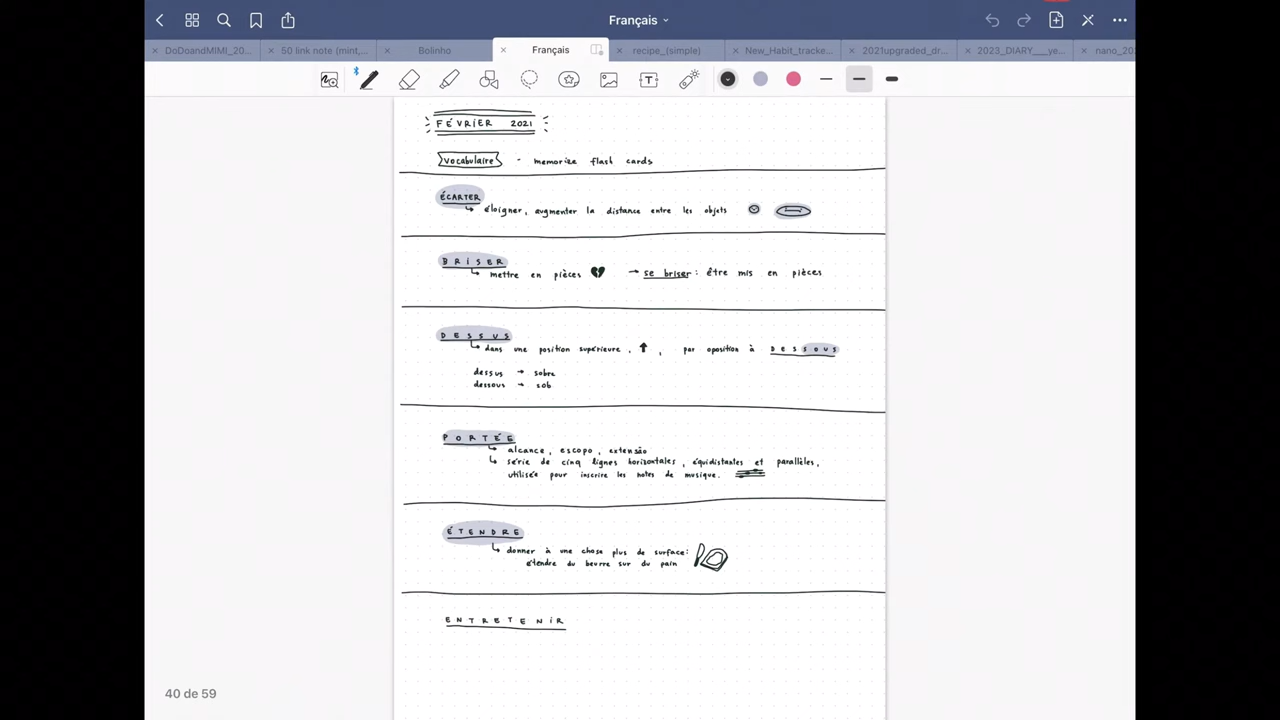 Français
DoDoandMIMI_20...
50 link note (mint,...
Bolinho
Français
recipe_(simple)
New_Habit_tracke...
2021upgraded_dr...
2023_DIARY___ye...
nano_202
FÉVRIER 2021
Vocabulaire - memorize flash cards
ÉCARTER
éloigner, augmenter la distance entre les objets
BRISER
mettre en pièces → se briser : être mis en pièces
DESSUS
dans une position supérieure, ↑, par oposition à DESSOUS
dessus → sobre
dessous → sob
PORTÉE
alcance, escopo, extensão
série de cinq lignes horizontales, équidistantes et parallèles,
utilisée pour inscrire les notes de musique.
ÉTENDRE
donner à une chose plus de surface:
étendre du beurre sur du pain
ENTRETENIR
40 de 59